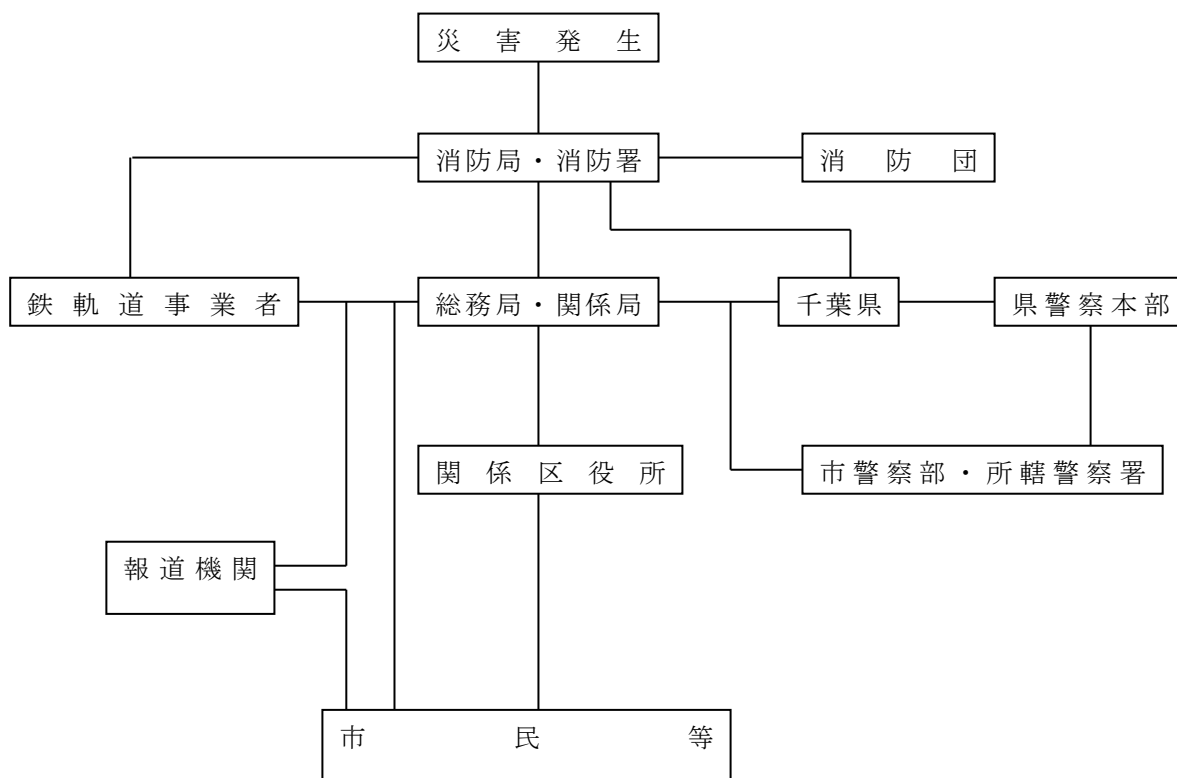 災害発生
消防局・消防署
消防団
鉄軌道事業者
総務局・関係局
千葉県
県警察本部
関係区役所
市警察部・所轄警察署
報道機関
市民等